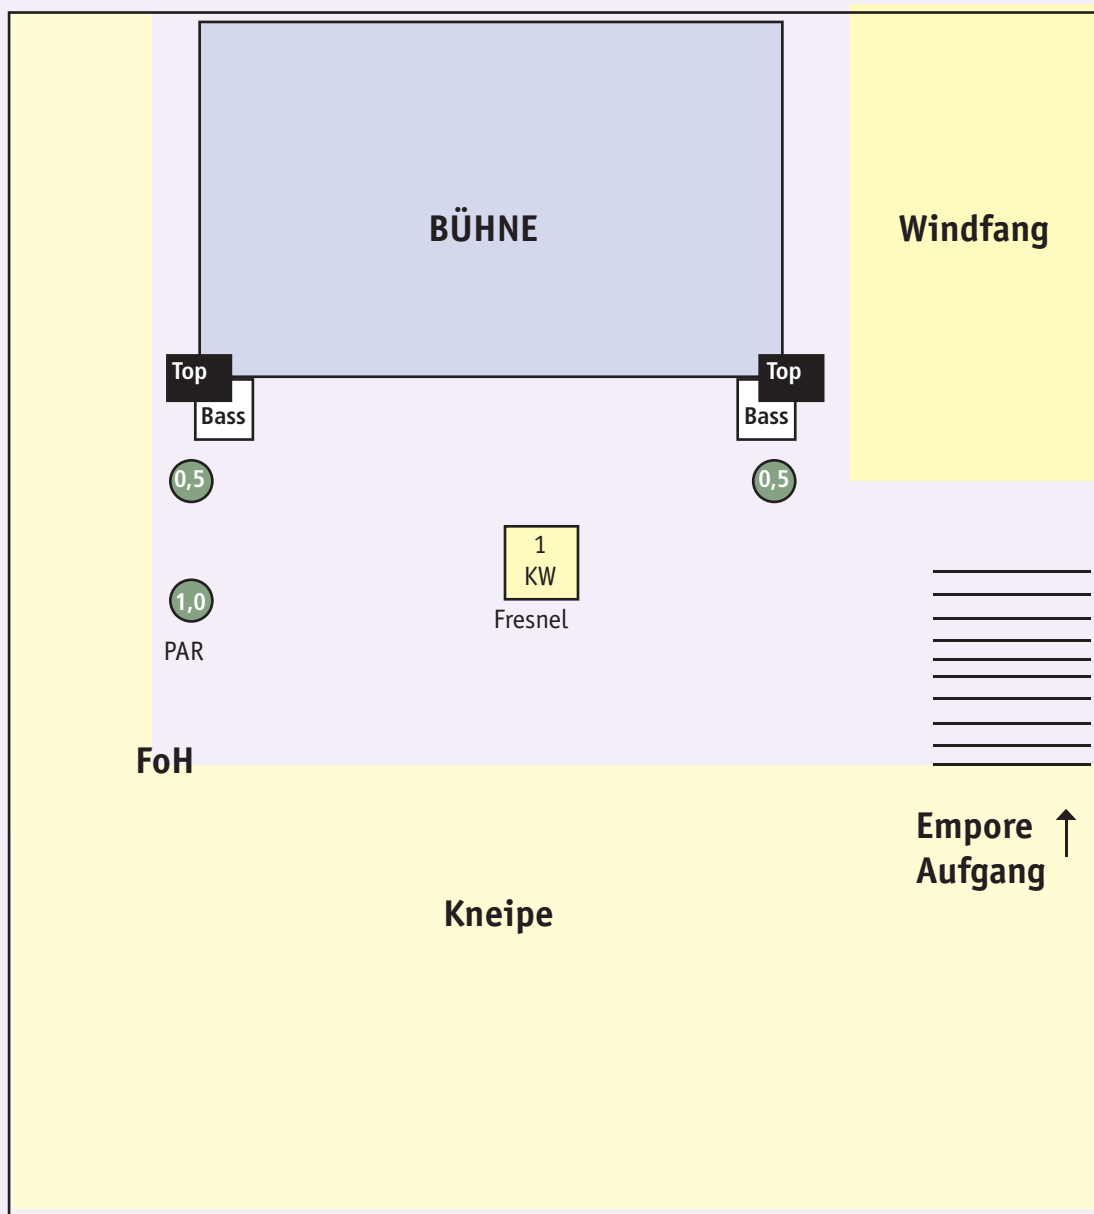 BÜHNE
Windfang
Top
Top
Bass
Bass
0,5
0,5
1
KW
Fresnel
1,0
PAR
FoH
Empore
Aufgang
Kneipe